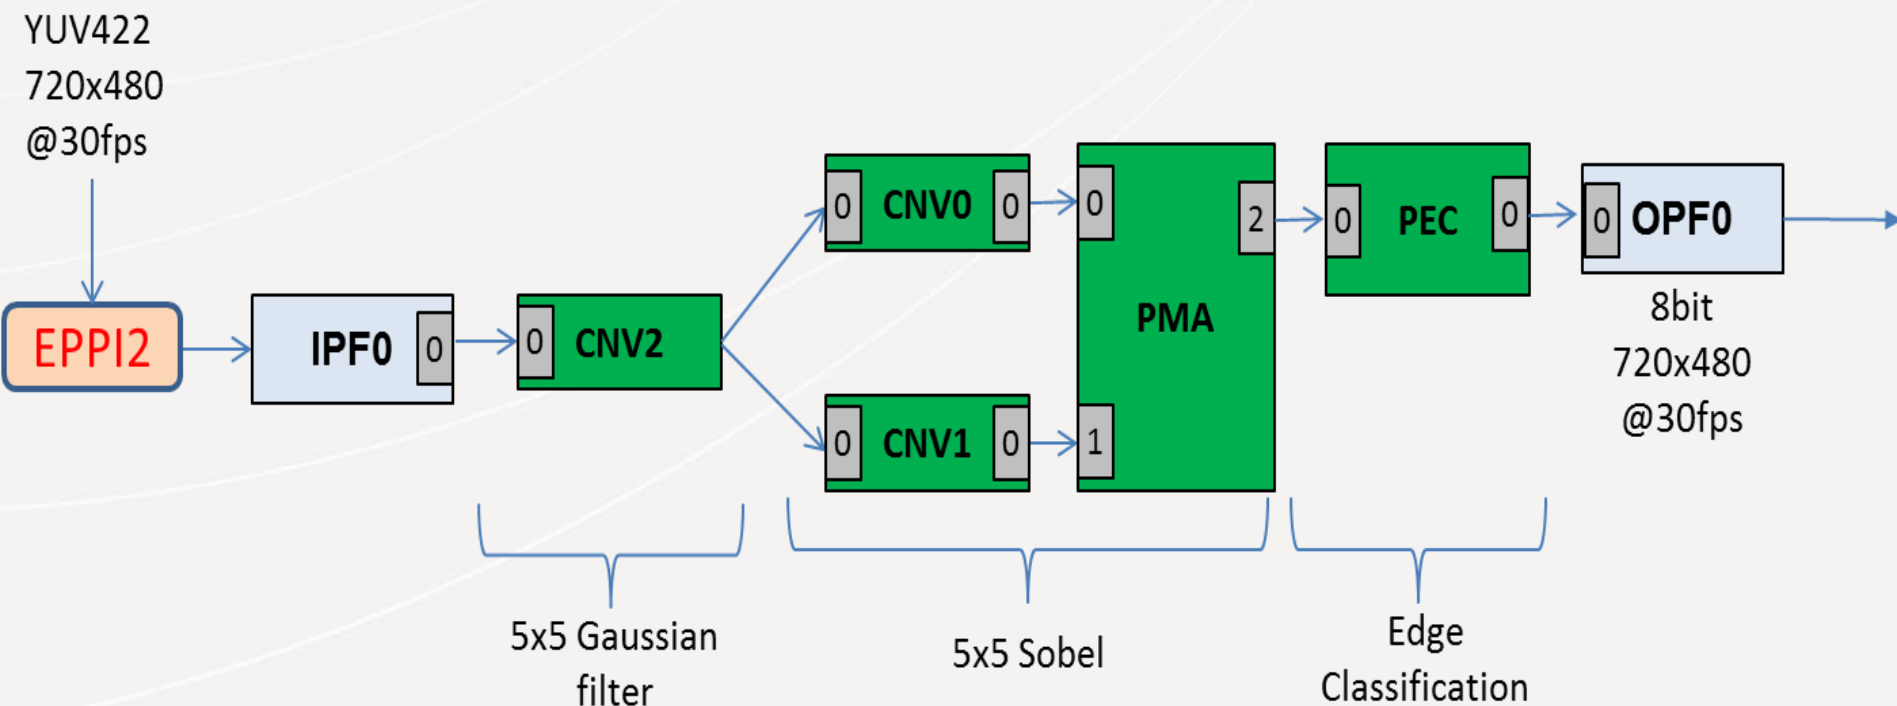 YUV422
720x480
@30fps
EPPI2
IPF0
0
0
CNV2
0
CNV0
0
0
CNV1
0
0
1
PMA
2
0
PEC
0
0
OPF0
8bit
720x480
@30fps
5x5 Gaussian
filter
5x5 Sobel
Edge
Classification